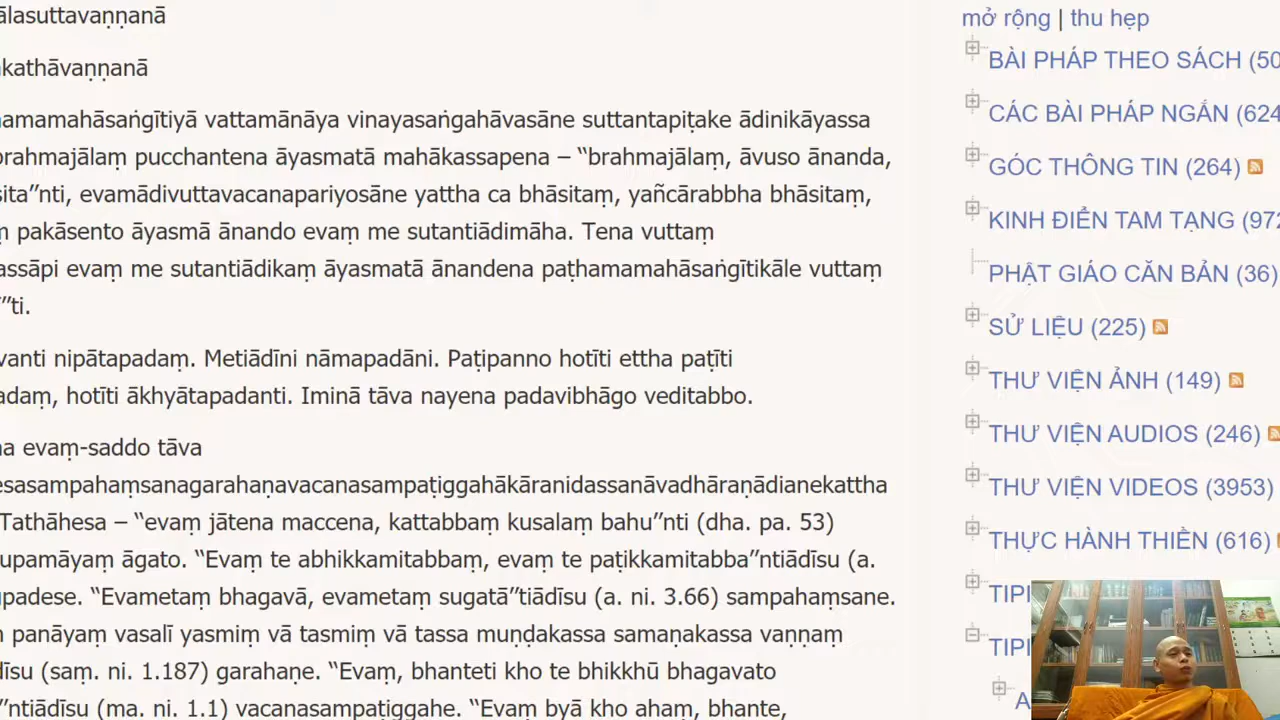 ālasuttavaṇṇanā
kathāvaṇṇanā
amamahāsaṅgītiyā vattamānāya vinayasaṅgahāvasāne suttantapiṭake ādinikāyassa
brahmajālaṃ pucchantena āyasmatā mahākassapena – “brahmajālaṃ, āvuso ānanda,
sita”nti, evamādivuttavacanapariyosāne yattha ca bhāsitaṃ, yañcārabbha bhāsitaṃ,
pakāsento āyasmā ānando evaṃ me sutantiādimāha. Tena vuttaṃ
assāpi evaṃ me sutantiādikaṃ āyasmatā ānandena paṭhamamahāsaṅgītikāle vuttaṃ
”ti.
vanti nipātapadaṃ. Metiādīni nāmapadāni. Paṭipanno hotīti ettha paṭīti
adaṃ, hotīti ākhyātapadanti. Iminā tāva nayena padavibhāgo veditabbo.
a evaṃ-saddo tāva
esasampahaṃsanagarahaṇavacanasampaṭiggahākāranidassanāvadhāraṇādianekattha
Tathāhesa – “evaṃ jātena maccena, kattabbaṃ kusalaṃ bahu”nti (dha. pa. 53)
upamāyaṃ āgato. “Evaṃ te abhikkamitabbaṃ, evaṃ te paṭikkamitabba”ntiādīsu (a.
padese. “Evametaṃ bhagavā, evametaṃ sugatā”tiādīsu (a. ni. 3.66) sampahaṃsane.
panāyaṃ vasalī yasmiṃ vā tasmiṃ vā tassa muṇḍakassa samaṇakassa vaṇṇaṃ
dīsu (saṃ. ni. 1.187) garahaṇe. “Evaṃ, bhanteti kho te bhikkhū bhagavato
”ntiādīsu (ma. ni. 1.1) vacanasampaṭiggahe. “Evaṃ byā kho ahaṃ, bhante,
mở rộng | thu hẹp
BÀI PHÁP THEO SÁCH (50
CÁC BÀI PHÁP NGẮN (624
GÓC THÔNG TIN (264)
KINH ĐIỂN TAM TẠNG (972
PHẬT GIÁO CĂN BẢN (36)
SỬ LIỆU (225)
THƯ VIỆN ẢNH (149)
THƯ VIỆN AUDIOS (246)
THƯ VIỆN VIDEOS (3953)
THỰC HÀNH THIỀN (616)
TIPI
TIPI
A